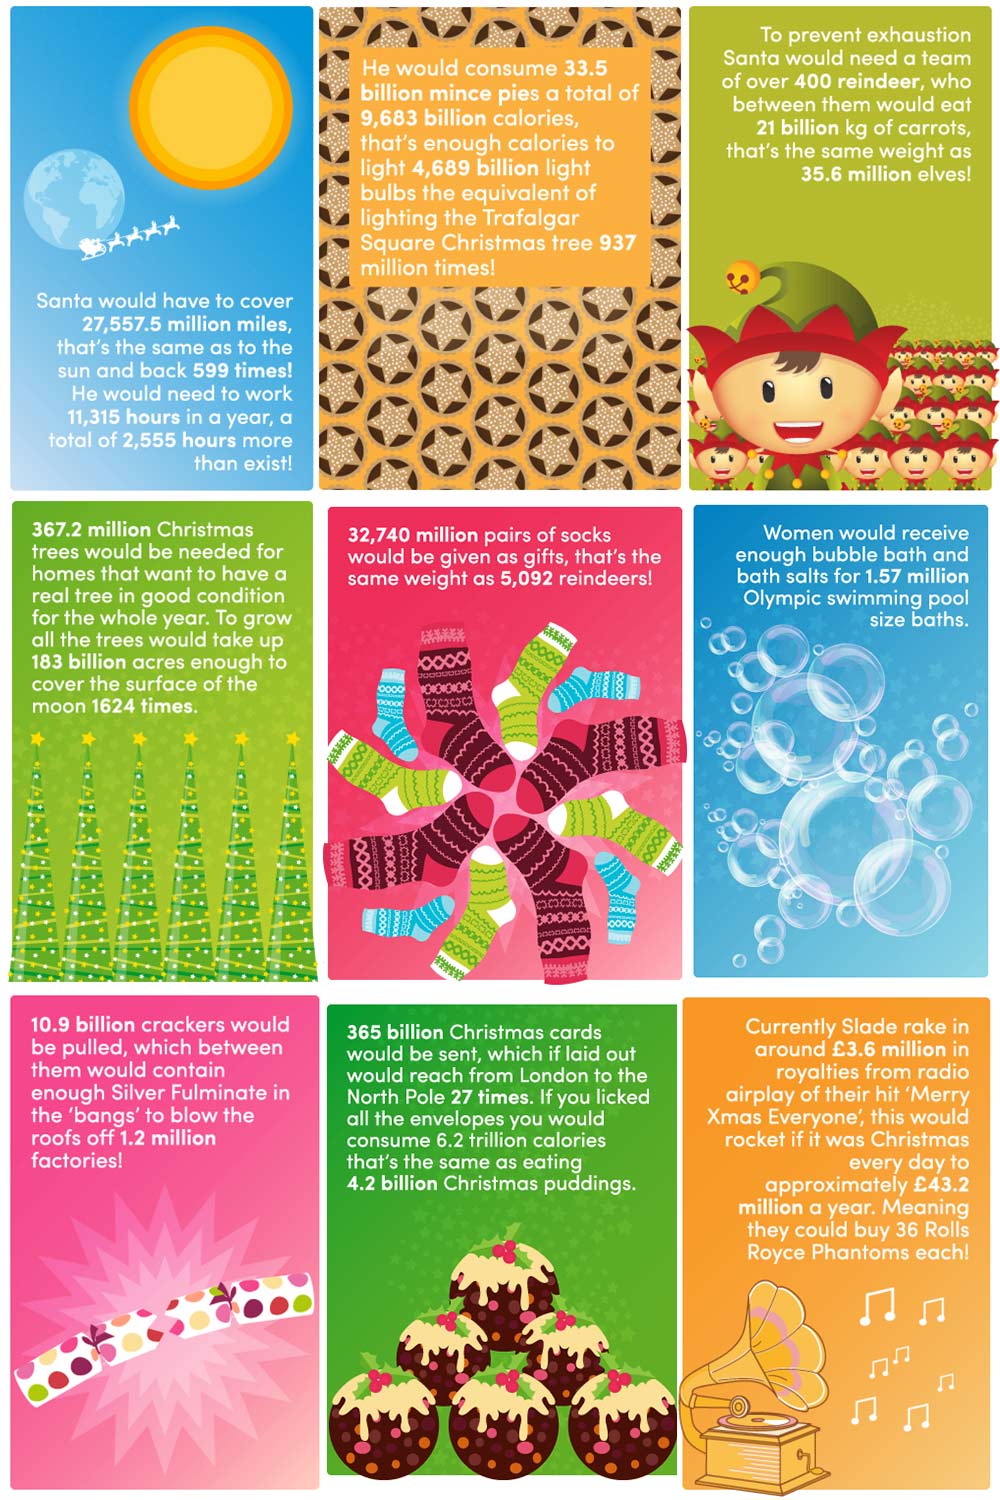 Santa would have to cover
27,557.5 million miles,
that's the same as to the
sun and back 599 times!
He would need to work
11,315 hours in a year, a
total of 2,555 hours more
than exist!
He would consume 33.5
billion mince pies a total of
9,683 billion calories,
that's enough calories to
light 4,689 billion light
bulbs the equivalent of
lighting the Trafalgar
Square Christmas tree 937
million times!
To prevent exhaustion
Santa would need a team
of over 400 reindeer, who
between them would eat
21 billion kg of carrots,
that's the same weight as
35.6 million elves!
367.2 million Christmas
trees would be needed for
homes that want to have a
real tree in good condition
for the whole year. To grow
all the trees would take up
183 billion acres enough to
cover the surface of the
moon 1624 times.
32,740 million pairs of socks
would be given as gifts, that's the
same weight as 5,092 reindeers!
Women would receive
enough bubble bath and
bath salts for 1.57 million
Olympic swimming pool
size baths.
10.9 billion crackers would
be pulled, which between
them would contain
enough Silver Fulminate in
the 'bangs' to blow the
roofs off 1.2 million
factories!
365 billion Christmas cards
would be sent, which if laid out
would reach from London to the
North Pole 27 times. If you licked
all the envelopes you would
consume 6.2 trillion calories
that's the same as eating
4.2 billion Christmas puddings.
Currently Slade rake in
around £3.6 million in
royalties from radio
airplay of their hit 'Merry
Xmas Everyone', this would
rocket if it was Christmas
every day to
approximately £43.2
million a year. Meaning
they could buy 36 Rolls
Royce Phantoms each!